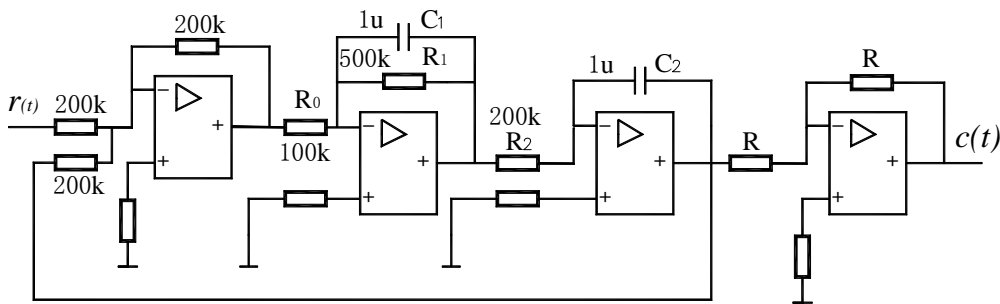 200k
1u C₁
500k R₁
1u C₂
R
r(t) 200k
R₀
200k
R₂
R
c(t)
200k
100k
− + +
− + +
− + +
− + +